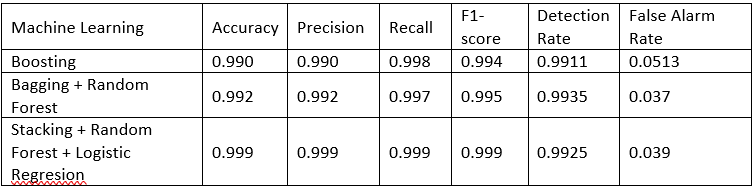 Machine Learning Accuracy Precision Recall F1-score Detection Rate False Alarm Rate
Boosting 0.990 0.990 0.998 0.994 0.9911 0.0513
Bagging + Random Forest 0.992 0.992 0.997 0.995 0.9935 0.037
Stacking + Random Forest + Logistic Regresion 0.999 0.999 0.999 0.999 0.9925 0.039